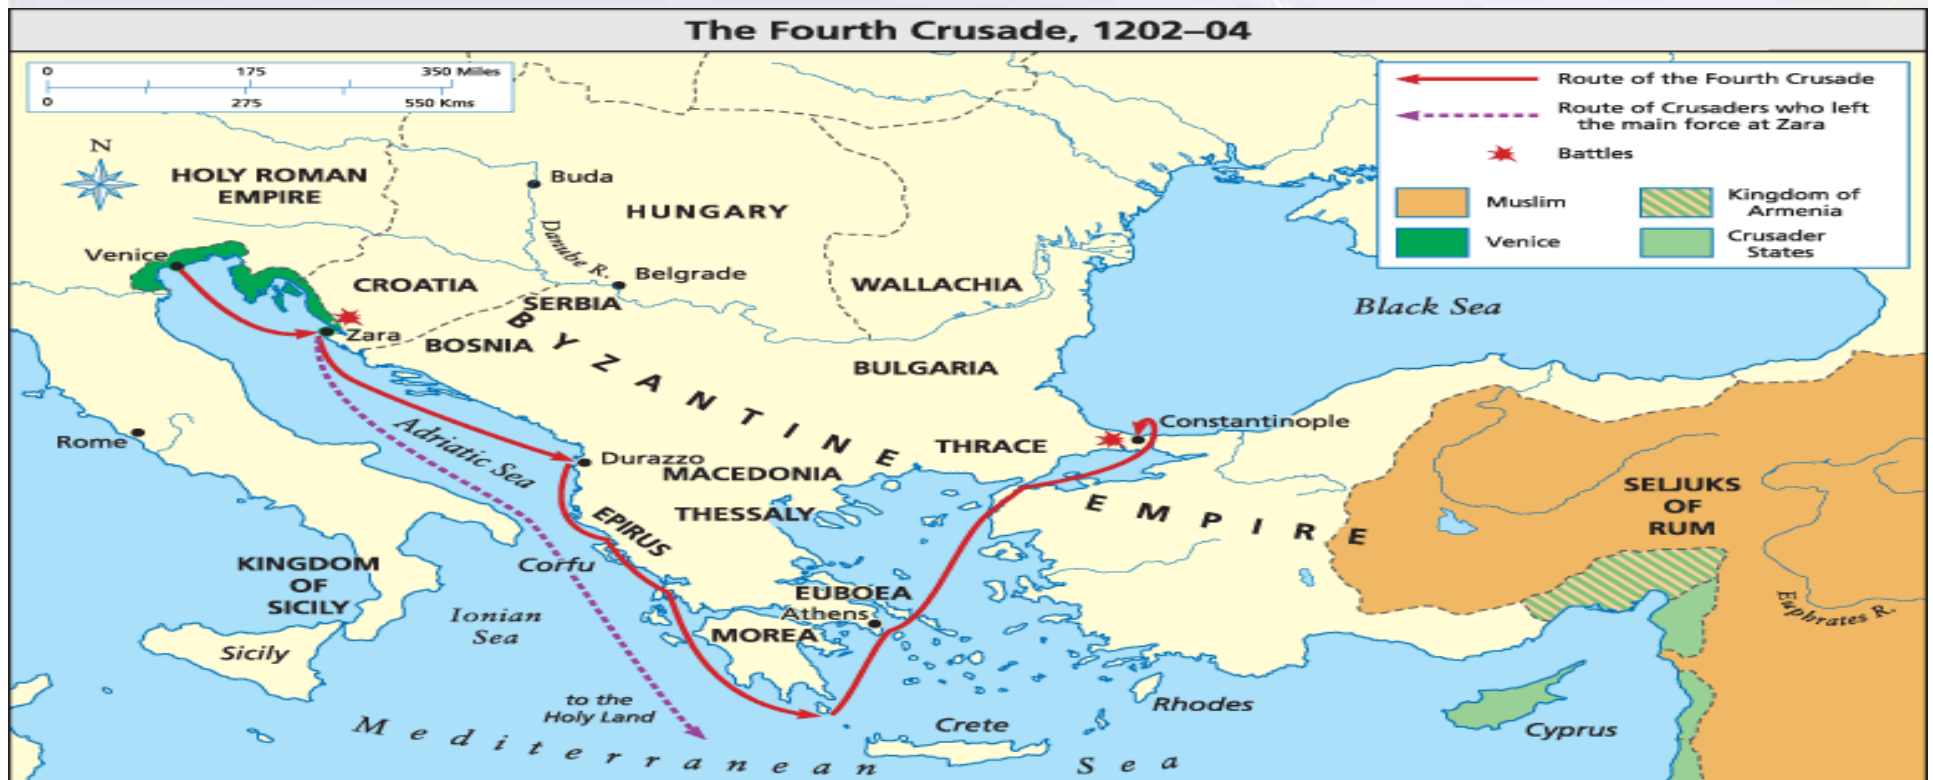 The Fourth Crusade, 1202–04
0 175 350 Miles
0 275 550 Kms
N
Route of the Fourth Crusade
Route of Crusaders who left
the main force at Zara
Battles
Muslim
Kingdom of
Armenia
Venice
Crusader
States
HOLY ROMAN
EMPIRE
Buda
HUNGARY
Danube R.
Venice
CROATIA
Belgrade
SERBIA
WALLACHIA
Black Sea
Zara
BOSNIA
BYZANTINE
EMPIRE
BULGARIA
Constantinople
Rome
Adriatic Sea
Durazzo
THRACE
MACEDONIA
THESSALY
SELJUKS
OF
RUM
EPIRUS
Corfu
KINGDOM
OF
SICILY
Ionian
Sea
EUBOEA
Athens
MOREA
Euphrates R.
Sicily
to the
Holy Land
Rhodes
Crete
Cyprus
Mediterranean Sea